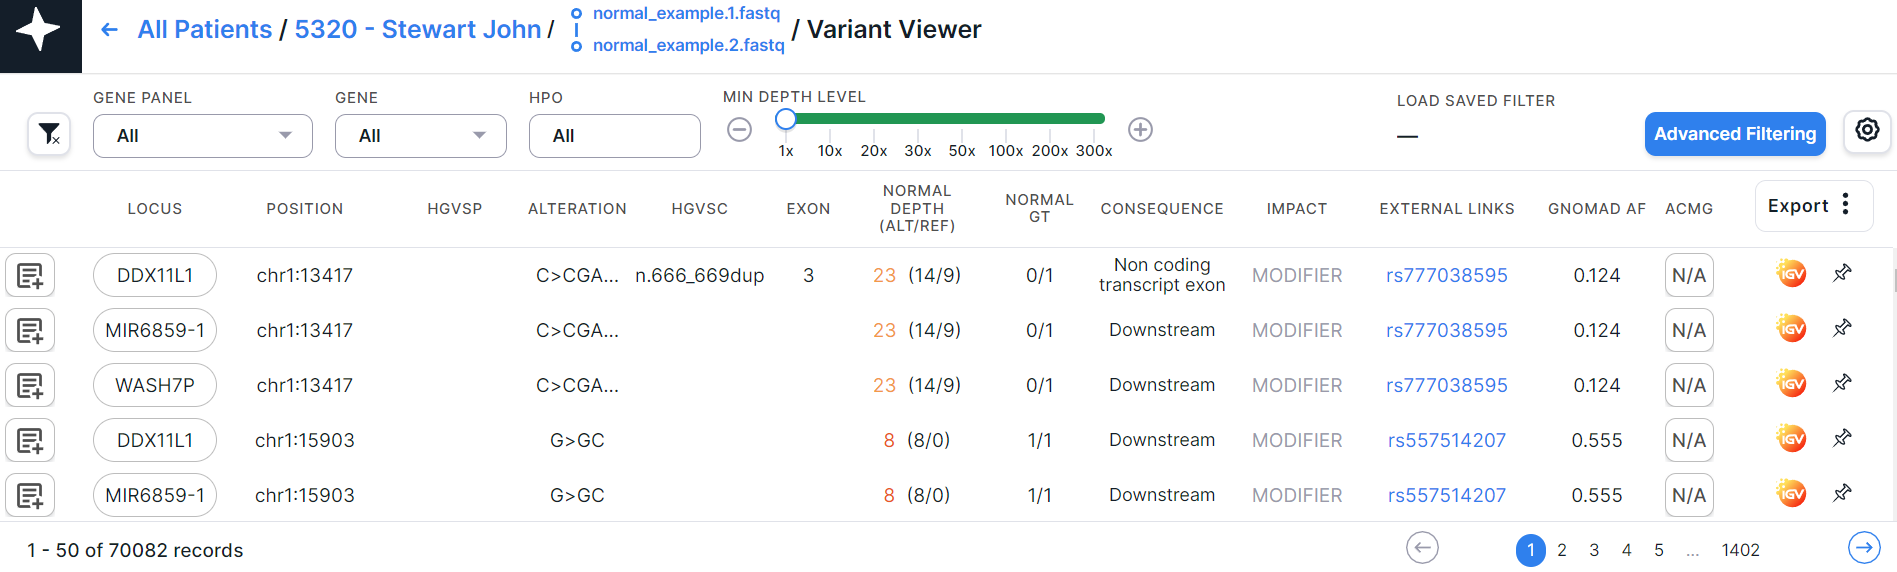 ← All Patients / 5320 - Stewart John / normal_example.1.fastq normal_example.2.fastq / Variant Viewer
GENE PANEL GENE HPO MIN DEPTH LEVEL LOAD SAVED FILTER
All All All — Advanced Filtering
1x 10x 20x 30x 50x 100x 200x 300x
LOCUS POSITION HGVSP ALTERATION HGVSC EXON NORMAL DEPTH (ALT/REF) NORMAL GT CONSEQUENCE IMPACT EXTERNAL LINKS GNOMAD AF ACMG Export
DDX11L1 chr1:13417 C>CGA... n.666_669dup 3 23 (14/9) 0/1 Non coding transcript exon MODIFIER rs777038595 0.124 N/A IGV
MIR6859-1 chr1:13417 C>CGA... 23 (14/9) 0/1 Downstream MODIFIER rs777038595 0.124 N/A IGV
WASH7P chr1:13417 C>CGA... 23 (14/9) 0/1 Downstream MODIFIER rs777038595 0.124 N/A IGV
DDX11L1 chr1:15903 G>GC 8 (8/0) 1/1 Downstream MODIFIER rs557514207 0.555 N/A IGV
MIR6859-1 chr1:15903 G>GC 8 (8/0) 1/1 Downstream MODIFIER rs557514207 0.555 N/A IGV
1 - 50 of 70082 records ← 1 2 3 4 5 ... 1402 →